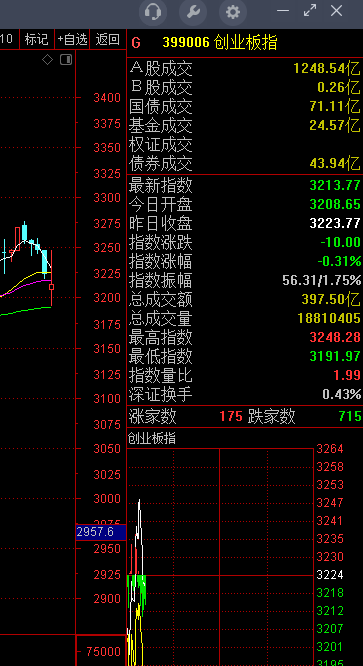 10 标记 +自选 返回
G 399006 创业板指
A股成交 1248.54亿
B股成交 0.26亿
国债成交 71.11亿
基金成交 24.57亿
权证成交
债券成交 43.94亿
最新指数 3213.77
今日开盘 3208.65
昨日收盘 3223.77
指数涨跌 -10.00
指数涨幅 -0.31%
指数振幅 56.31/1.75%
总成交额 397.50亿
总成交量 18810405
最高指数 3248.28
最低指数 3191.97
指数量比 1.99
深证换手 0.43%
涨家数 175 跌家数 715
创业板指
3400
3375
3350
3325
3300
3275
3250
3225
3200
3175
3150
3125
3100
3075
3050
3025
3000
2975
2957.6
2950
2925
2900
75000
3264
3258
3252
3247
3241
3235
3230
3224
3218
3212
3207
3201